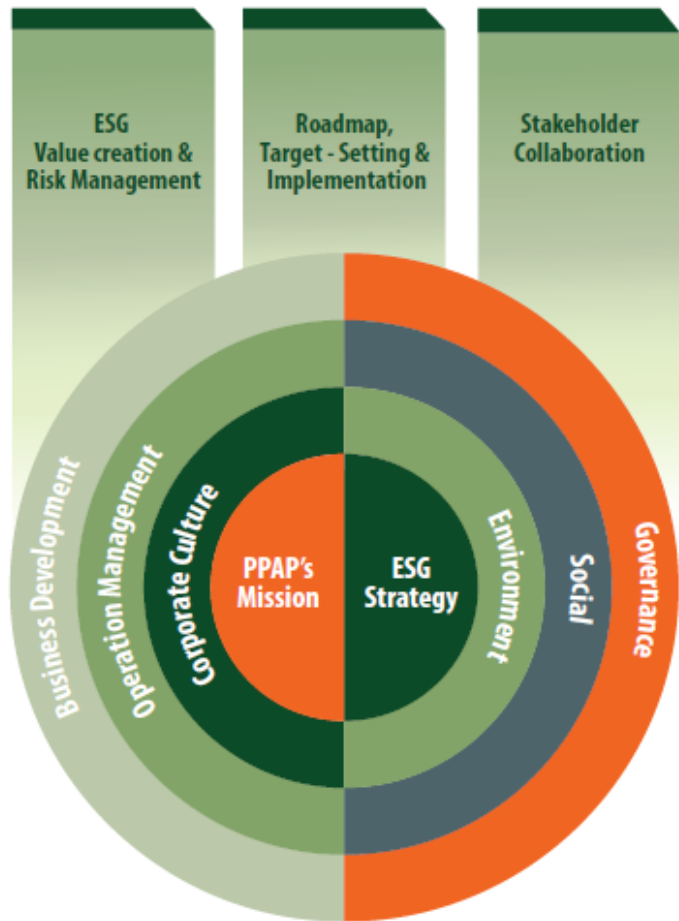 ESG
Value creation &
Risk Management
Roadmap,
Target - Setting &
Implementation
Stakeholder
Collaboration
Business Development
Operation Management
Corporate Culture
PPAP's
Mission
ESG
Strategy
Environment
Social
Governance